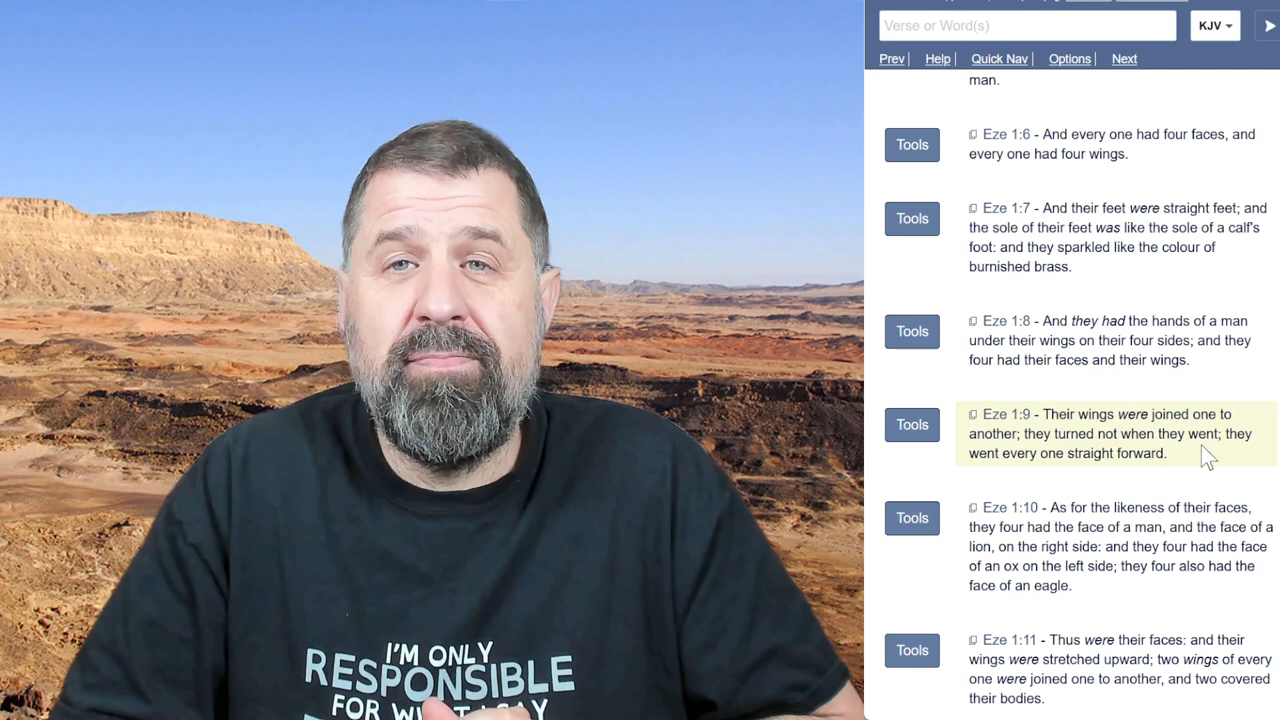 Verse or Word(s)
KJV
Prev
Help
Quick Nav
Options
Next
man.
Tools
Eze 1:6 - And every one had four faces, and
every one had four wings.
Tools
Eze 1:7 - And their feet were straight feet; and
the sole of their feet was like the sole of a calf's
foot: and they sparkled like the colour of
burnished brass.
Tools
Eze 1:8 - And they had the hands of a man
under their wings on their four sides; and they
four had their faces and their wings.
Tools
Eze 1:9 - Their wings were joined one to
another; they turned not when they went; they
went every one straight forward.
Tools
Eze 1:10 - As for the likeness of their faces,
they four had the face of a man, and the face of a
lion, on the right side: and they four had the face
of an ox on the left side; they four also had the
face of an eagle.
Tools
Eze 1:11 - Thus were their faces: and their
wings were stretched upward; two wings of every
one were joined one to another, and two covered
their bodies.
I'M ONLY
RESPONSIBLE
FOR I SAY